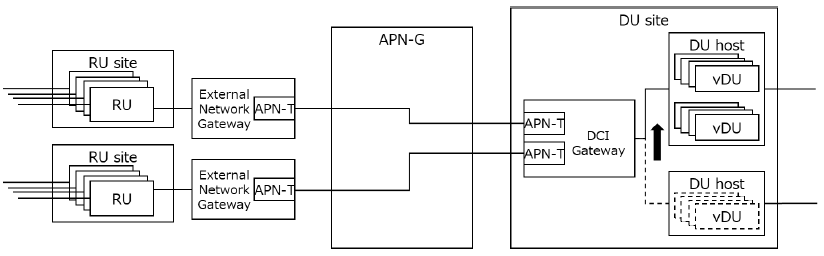 RU site
RU
External
Network
Gateway
APN-T
RU site
RU
External
Network
Gateway
APN-T
APN-G
DU site
APN-T
APN-T
DCI
Gateway
DU host
vDU
vDU
DU host
vDU